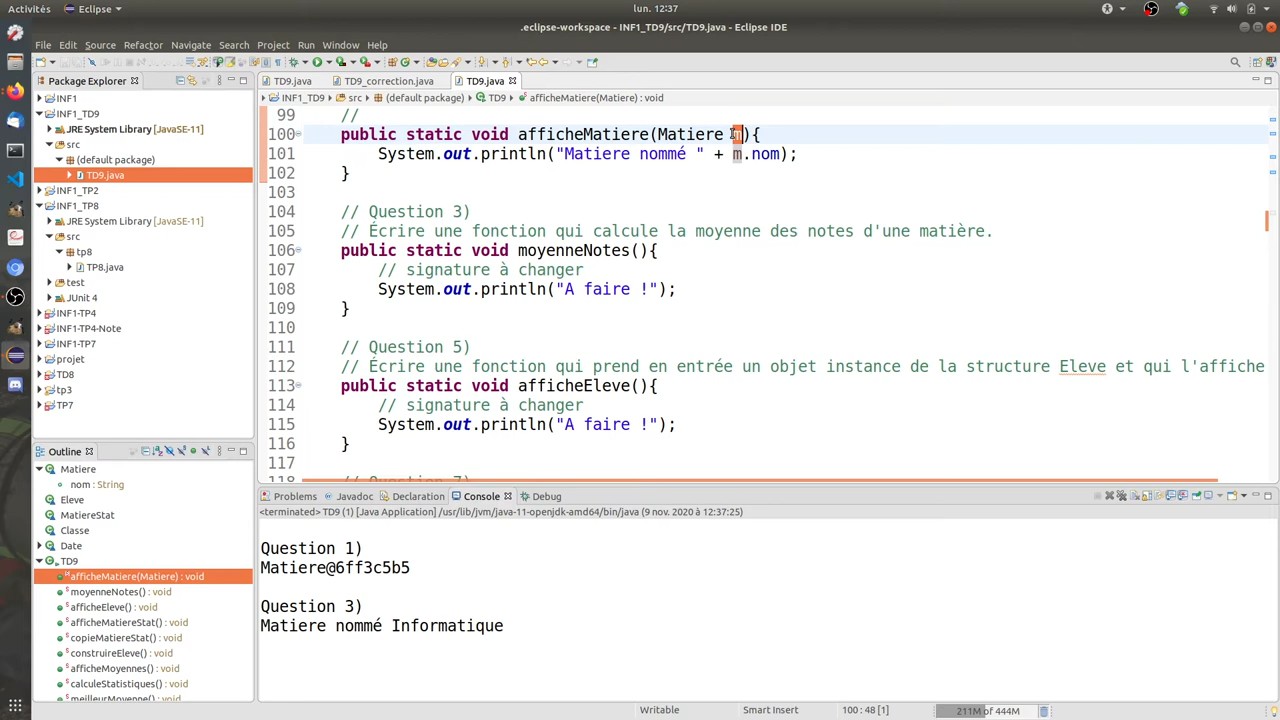 Activités
Eclipse
lun. 12:37
.eclipse-workspace - INF1_TD9/src/TD9.java - Eclipse IDE
File Edit Source Refactor Navigate Search Project Run Window Help
Package Explorer
INF1
INF1_TD9
JRE System Library [JavaSE-11]
src
(default package)
TD9.java
INF1_TP2
INF1_TP8
JRE System Library [JavaSE-11]
src
tp8
TP8.java
test
JUnit 4
INF1-TP4
INF1-TP4-Note
INF1-TP7
projet
TD8
tp3
TP7
Outline
Matiere
nom : String
Eleve
MatiereStat
Classe
Date
TD9
afficheMatiere(Matiere) : void
moyenneNotes() : void
afficheEleve() : void
afficheMatiereStat() : void
copieMatiereStat() : void
construireEleve() : void
afficheMoyennes() : void
calculeStatistiques() : void
meilleurMoyenne() : void
TD9.java TD9_correction.java TD9.java
INF1_TD9 src (default package) TD9 afficheMatiere(Matiere) : void
99 //
100 public static void afficheMatiere(Matiere m){
101 System.out.println("Matiere nommé " + m.nom);
102 }
103
104 // Question 3)
105 // Écrire une fonction qui calcule la moyenne des notes d'une matière.
106 public static void moyenneNotes(){
107 // signature à changer
108 System.out.println("A faire !");
109 }
110
111 // Question 5)
112 // Écrire une fonction qui prend en entrée un objet instance de la structure Eleve et qui l'affiche
113 public static void afficheEleve(){
114 // signature à changer
115 System.out.println("A faire !");
116 }
117
118 // Question 7)
Problems Javadoc Declaration Console Debug
<terminated> TD9 (1) [Java Application] /usr/lib/jvm/java-11-openjdk-amd64/bin/java (9 nov. 2020 à 12:37:25)
Question 1)
Matiere@6ff3c5b5
Question 3)
Matiere nommé Informatique
Writable Smart Insert 100 : 48 [1] 211M of 444M